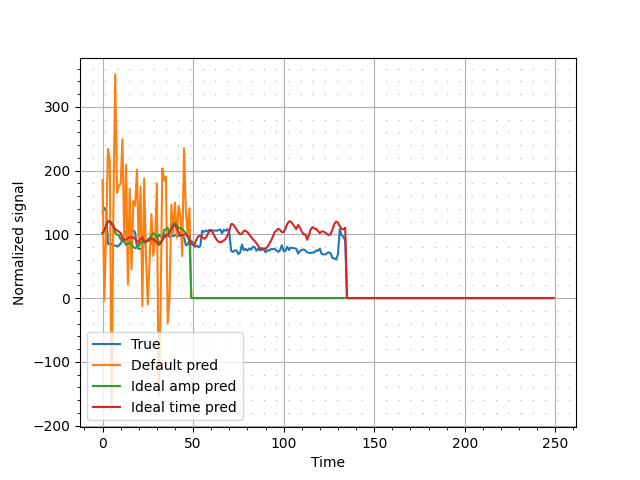 Normalized signal
300
200
100
0
−100
−200
True
Default pred
Ideal amp pred
Ideal time pred
0 50 100 150 200 250
Time